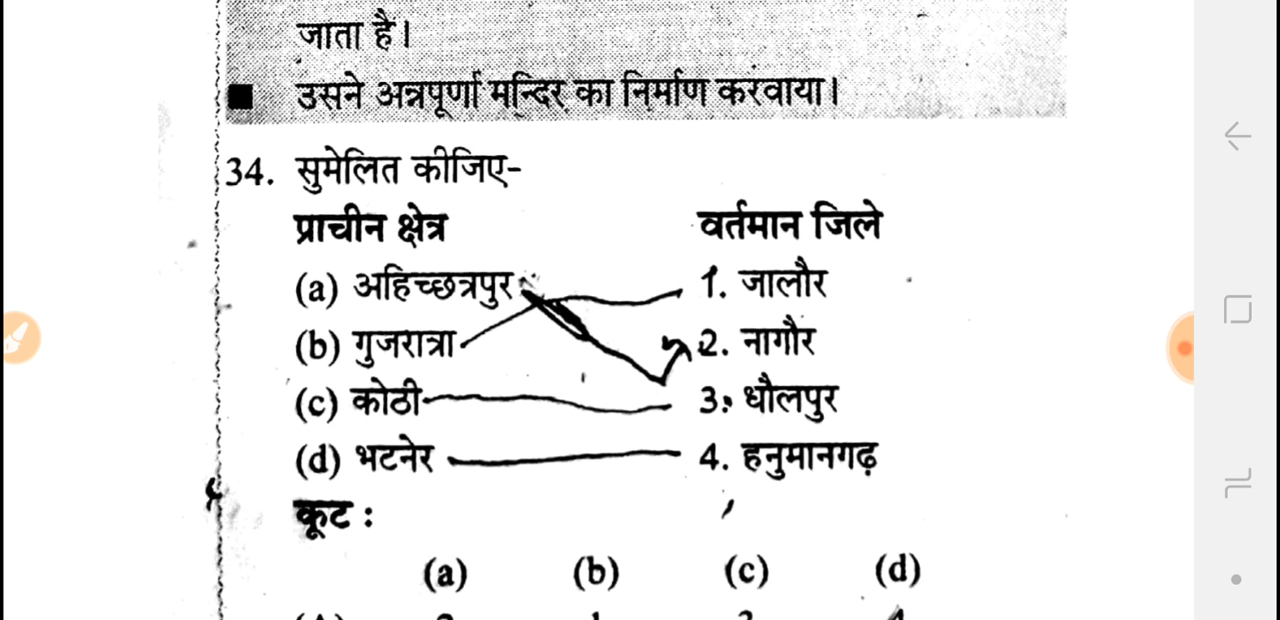 जाता है।
■ उसने अन्नपूर्णा मन्दिर का निर्माण करवाया।
34. सुमेलित कीजिए-
प्राचीन क्षेत्र वर्तमान जिले
(a) अहिच्छत्रपुर 1. जालौर
(b) गुजरात्रा 2. नागौर
(c) कोठी 3. धौलपुर
(d) भटनेर 4. हनुमानगढ़
कूट :
(a) (b) (c) (d)